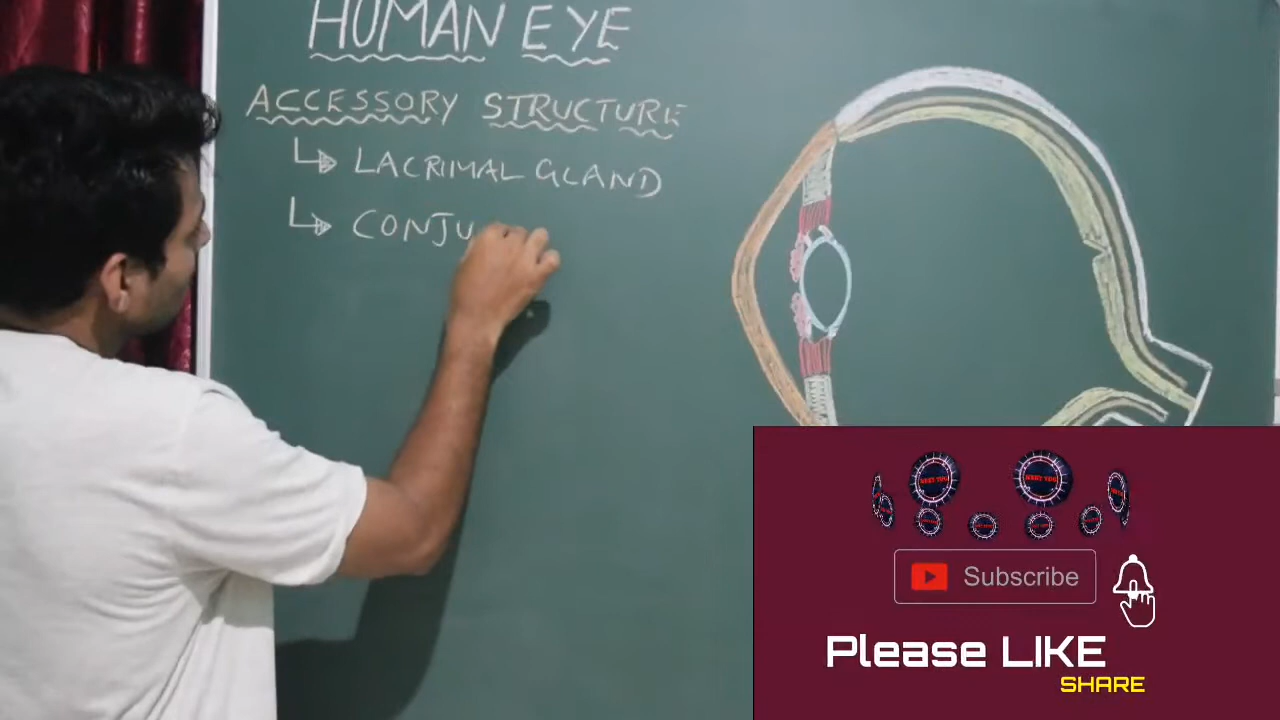 HUMAN EYE
ACCESSORY STRUCTURE
LACRIMAL GLAND
CONJU
Subscribe
Please LIKE
SHARE